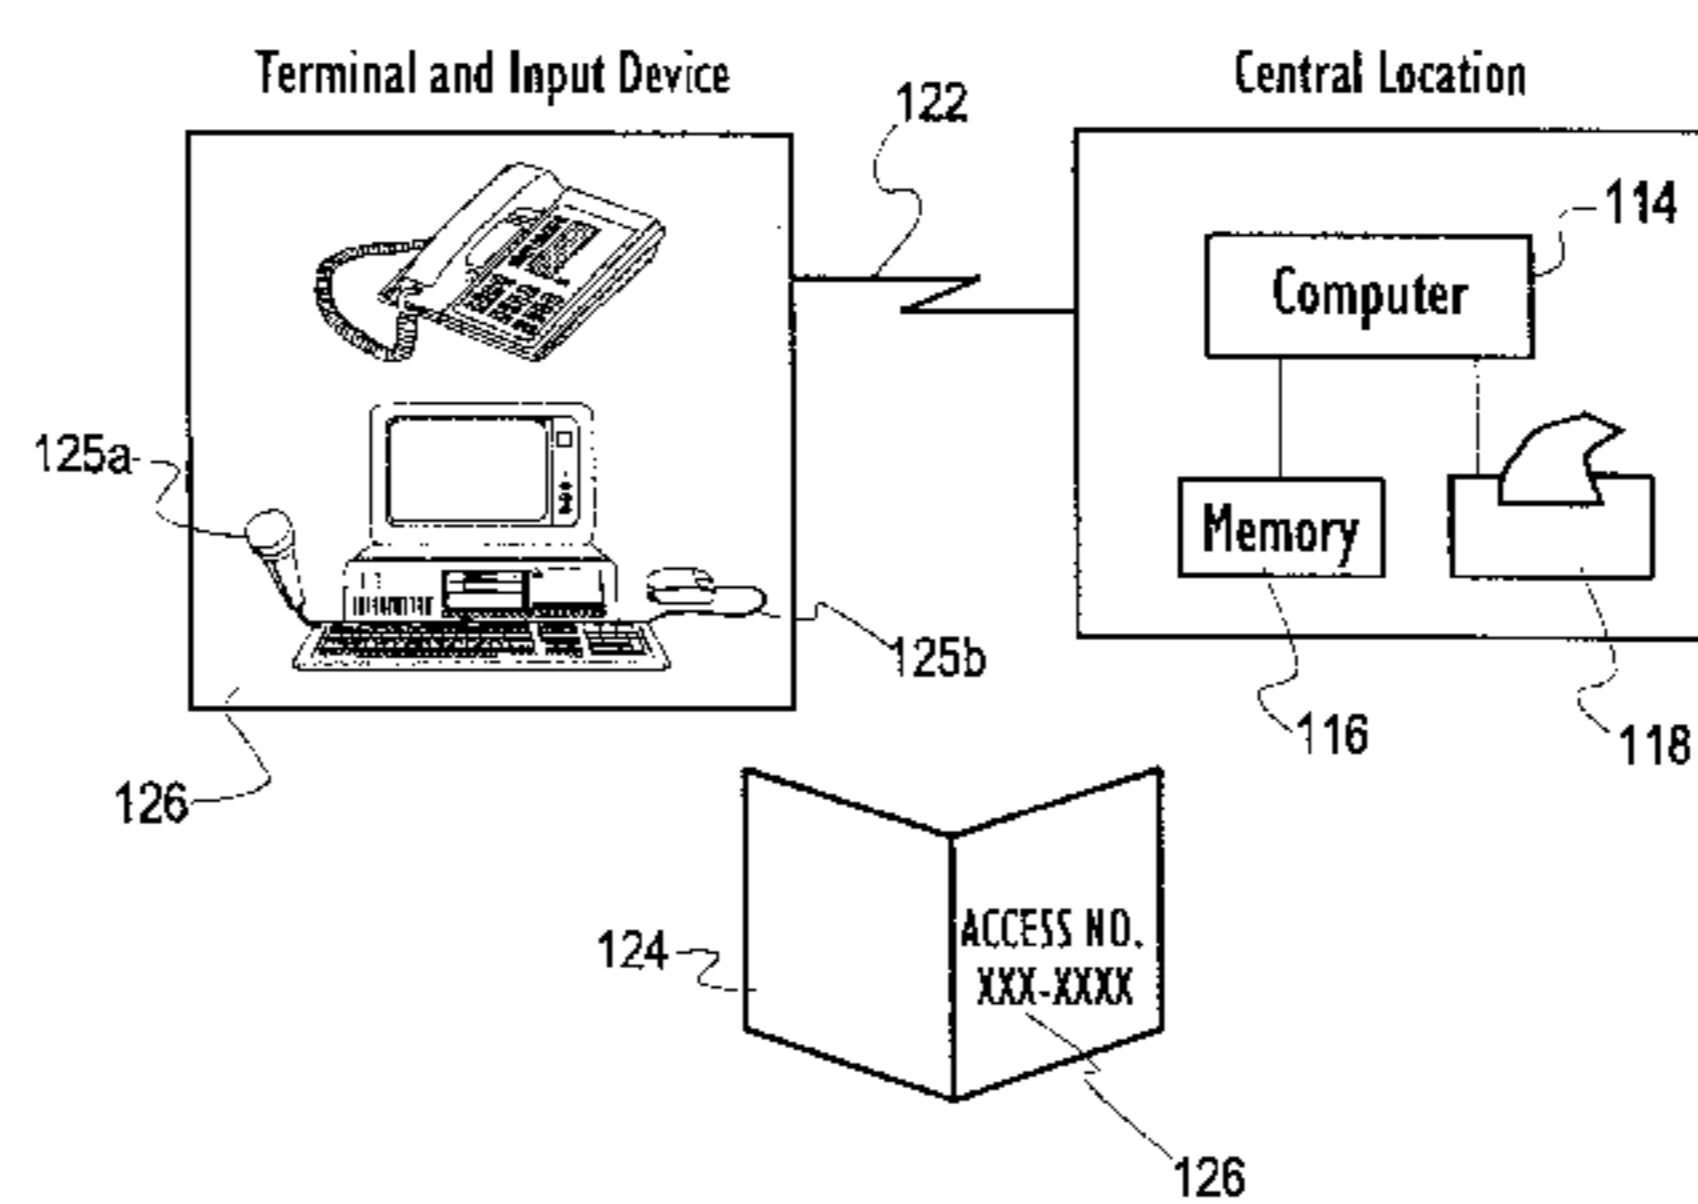 Terminal and Input Device
Central Location
122
114
Computer
125a
Memory
125b
116
118
126
124
ACCESS NO.
XXX-XXXX
126